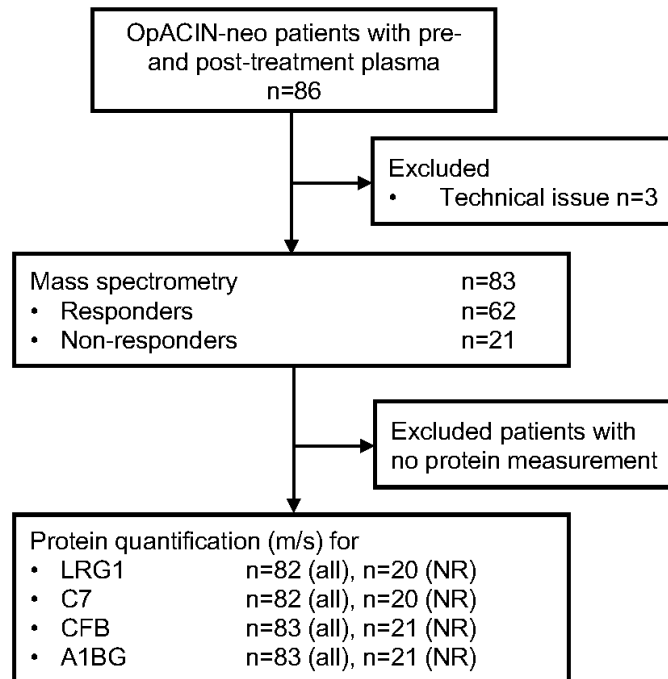 OpACIN-neo patients with pre-
and post-treatment plasma
n=86
Excluded
• Technical issue n=3
Mass spectrometry n=83
• Responders n=62
• Non-responders n=21
Excluded patients with
no protein measurement
Protein quantification (m/s) for
• LRG1 n=82 (all), n=20 (NR)
• C7 n=82 (all), n=20 (NR)
• CFB n=83 (all), n=21 (NR)
• A1BG n=83 (all), n=21 (NR)